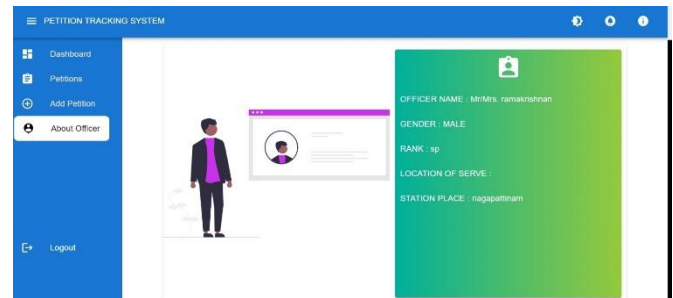 PETITION TRACKING SYSTEM
Dashboard
Petitions
Add Petition
About Officer
Logout
OFFICER NAME : Mr/Mrs. ramakrishnan
GENDER : MALE
RANK : sp
LOCATION OF SERVE :
STATION PLACE : nagapattinam